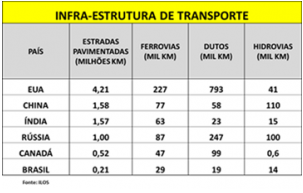 INFRA-ESTRUTURA DE TRANSPORTE
PAÍS ESTRADAS PAVIMENTADAS (MILHÕES KM) FERROVIAS (MIL KM) DUTOS (MIL KM) HIDROVIAS (MIL KM)
EUA 4,21 227 793 41
CHINA 1,58 77 58 110
ÍNDIA 1,57 63 23 15
RÚSSIA 1,00 87 247 100
CANADÁ 0,52 47 99 0,6
BRASIL 0,21 29 19 14
Fonte: ILOS